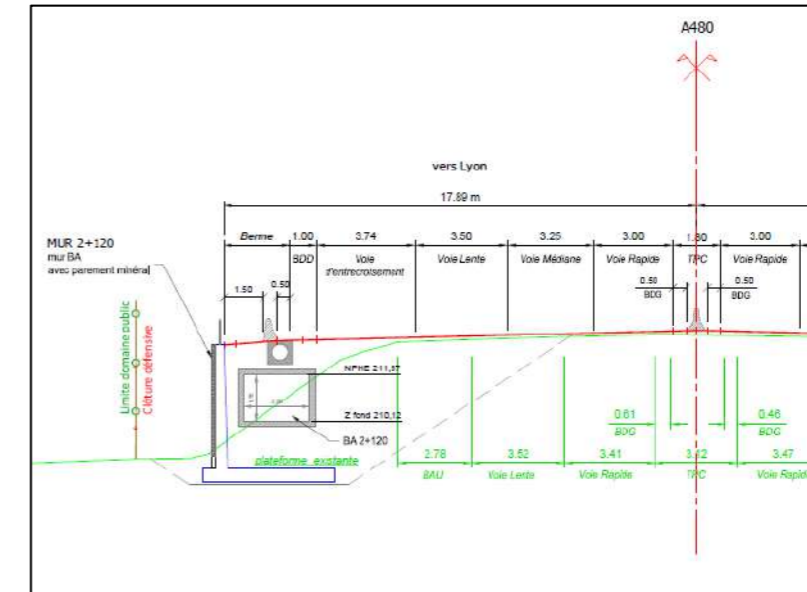 A480
vers Lyon
17.89 m
Berme 1.00 3.74 3.50 3.25 3.00 1.80 3.00
BDD Voie d'entrecroisement Voie Lente Voie Médiane Voie Rapide TPC Voie Rapide
MUR 2+120
mur BA
avec parement minéral
1.50 0.50
0.50 0.50
BDG BDG
Limite domaine public
Clôture défensive
NPHE 211,87
Z fond 210,12
BA 2+120
plateforme existante
0.61 0.46
BDG BDG
2.78 3.52 3.41 3.12 3.47
BAU Voie Lente Voie Rapide TPC Voie Rapide